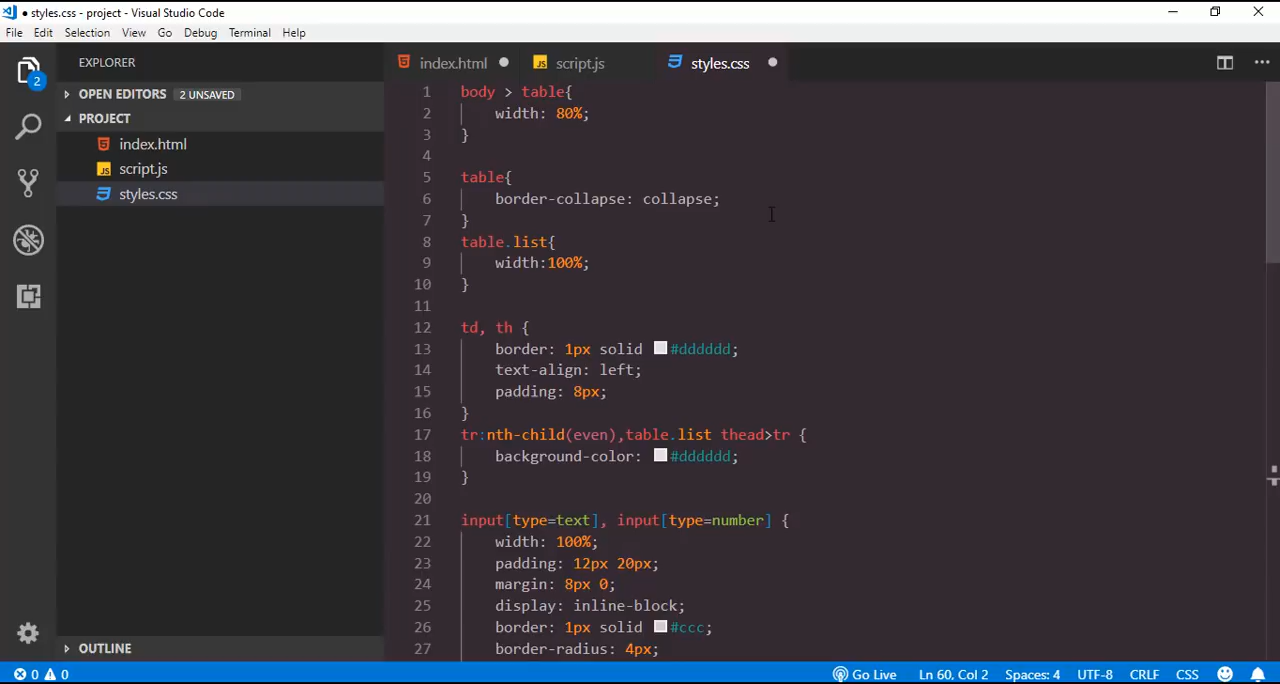 styles.css - project - Visual Studio Code
File Edit Selection View Go Debug Terminal Help
EXPLORER
index.html
JS script.js
styles.css
2
OPEN EDITORS 2 UNSAVED
PROJECT
index.html
JS script.js
styles.css
OUTLINE
1 body > table{
2 width: 80%;
3 }
4
5 table{
6 border-collapse: collapse;
7 }
8 table.list{
9 width:100%;
10 }
11
12 td, th {
13 border: 1px solid #dddddd;
14 text-align: left;
15 padding: 8px;
16 }
17 tr:nth-child(even),table.list thead>tr {
18 background-color: #dddddd;
19 }
20
21 input[type=text], input[type=number] {
22 width: 100%;
23 padding: 12px 20px;
24 margin: 8px 0;
25 display: inline-block;
26 border: 1px solid #ccc;
27 border-radius: 4px;
0 0 Go Live Ln 60, Col 2 Spaces: 4 UTF-8 CRLF CSS